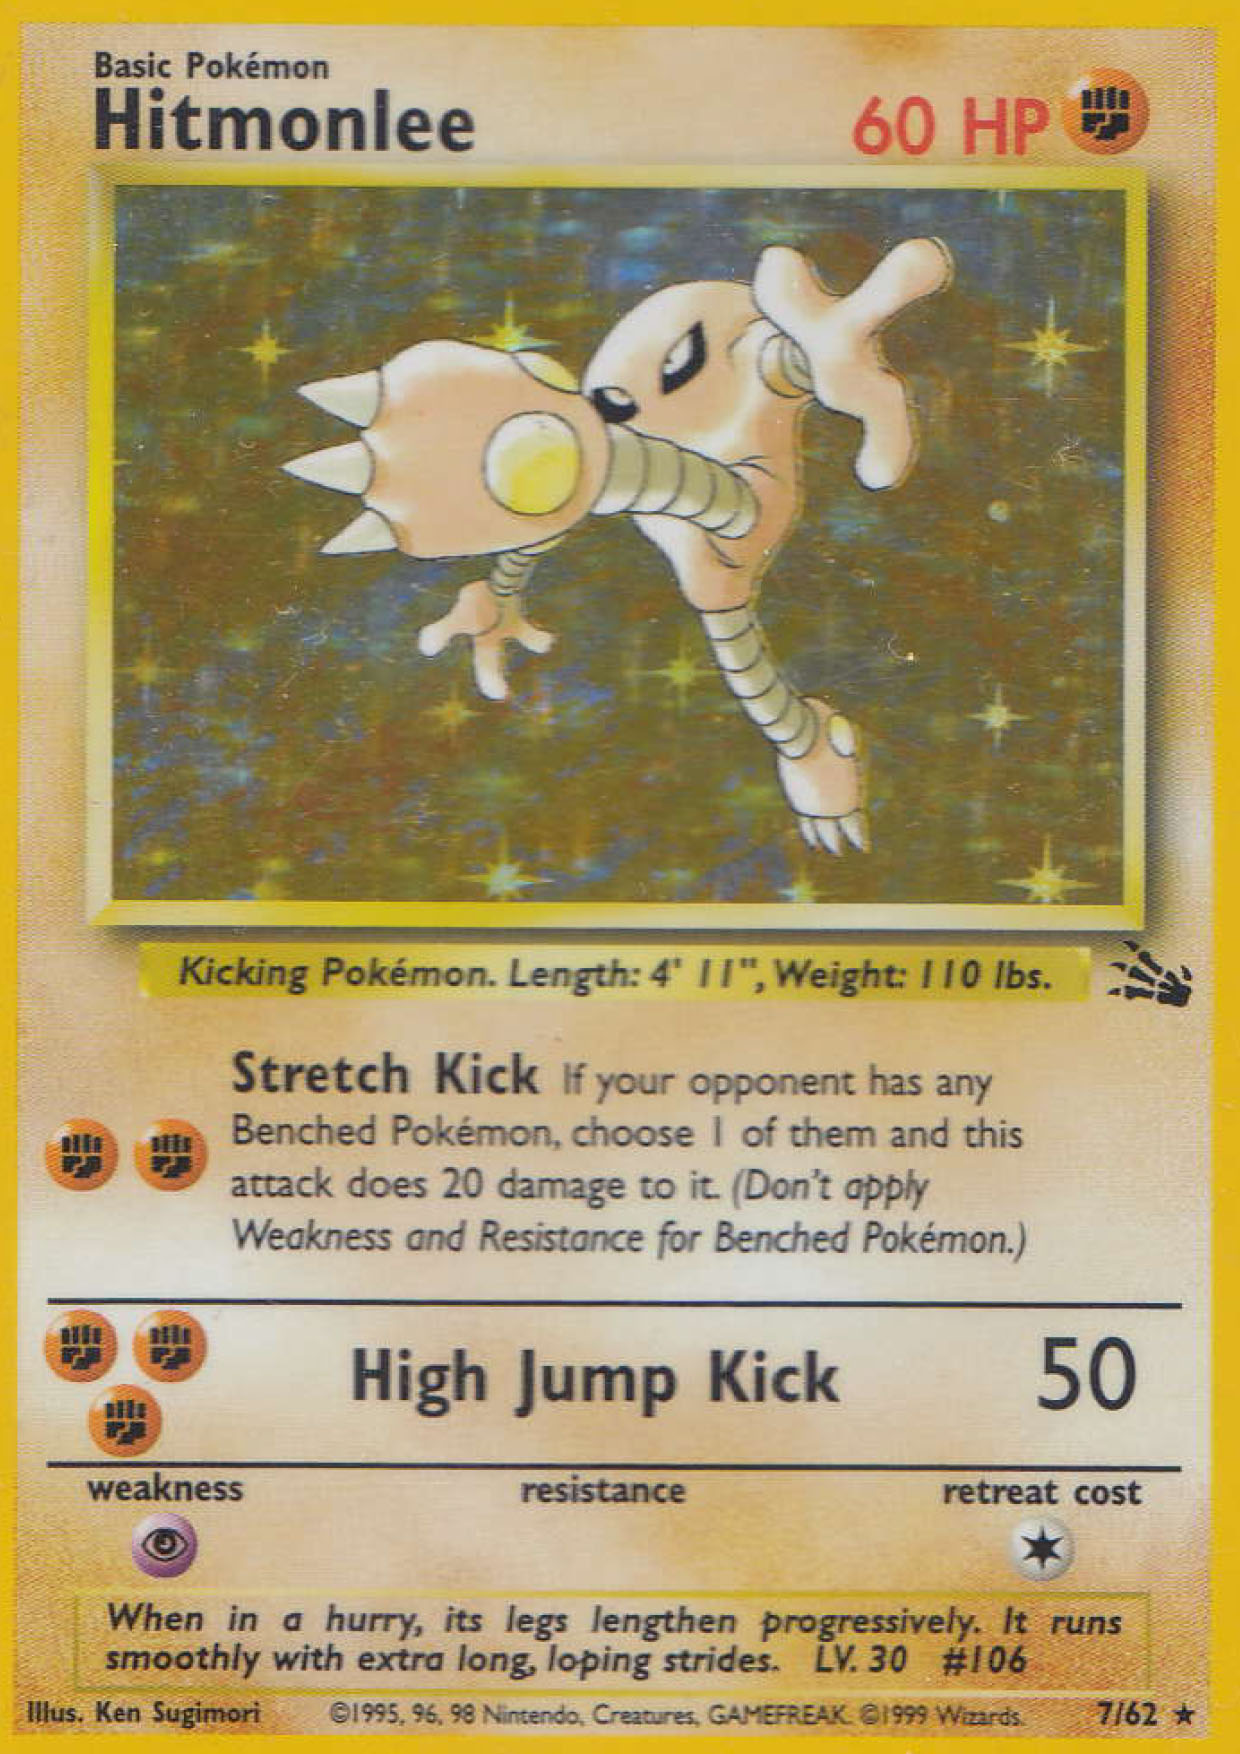 Basic Pokémon
Hitmonlee
60 HP
Kicking Pokémon. Length: 4' 11", Weight: 110 lbs.
Stretch Kick If your opponent has any
Benched Pokémon, choose 1 of them and this
attack does 20 damage to it. (Don't apply
Weakness and Resistance for Benched Pokémon.)
High Jump Kick 50
weakness resistance retreat cost
When in a hurry, its legs lengthen progressively. It runs
smoothly with extra long, loping strides. LV. 30 #106
Illus. Ken Sugimori ©1995, 96, 98 Nintendo, Creatures, GAMEFREAK. ©1999 Wizards. 7/62 ★